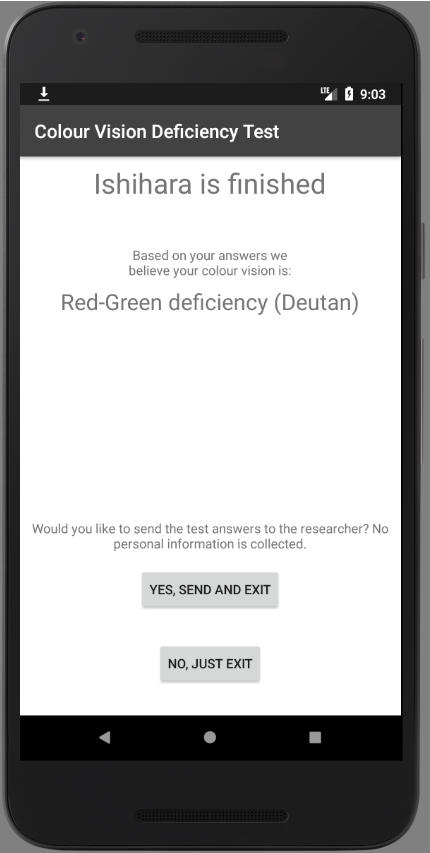 LTE 9:03
Colour Vision Deficiency Test
Ishihara is finished
Based on your answers we
believe your colour vision is:
Red-Green deficiency (Deutan)
Would you like to send the test answers to the researcher? No
personal information is collected.
YES, SEND AND EXIT
NO, JUST EXIT